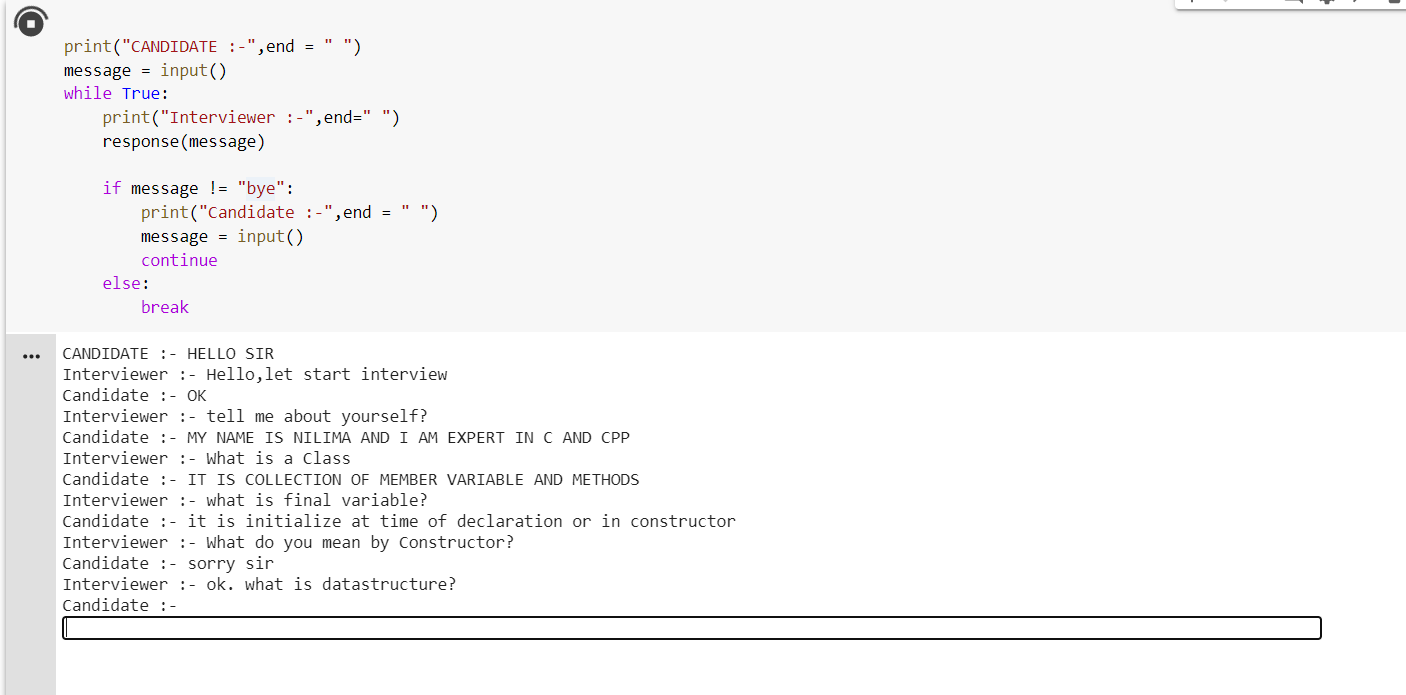 print("CANDIDATE :-",end = " ")
message = input()
while True:
    print("Interviewer :-",end=" ")
    response(message)
    if message != "bye":
        print("Candidate :-",end = " ")
        message = input()
        continue
    else:
        break
CANDIDATE :- HELLO SIR
Interviewer :- Hello,let start interview
Candidate :- OK
Interviewer :- tell me about yourself?
Candidate :- MY NAME IS NILIMA AND I AM EXPERT IN C AND CPP
Interviewer :- What is a Class
Candidate :- IT IS COLLECTION OF MEMBER VARIABLE AND METHODS
Interviewer :- what is final variable?
Candidate :- it is initialize at time of declaration or in constructor
Interviewer :- What do you mean by Constructor?
Candidate :- sorry sir
Interviewer :- ok. what is datastructure?
Candidate :-